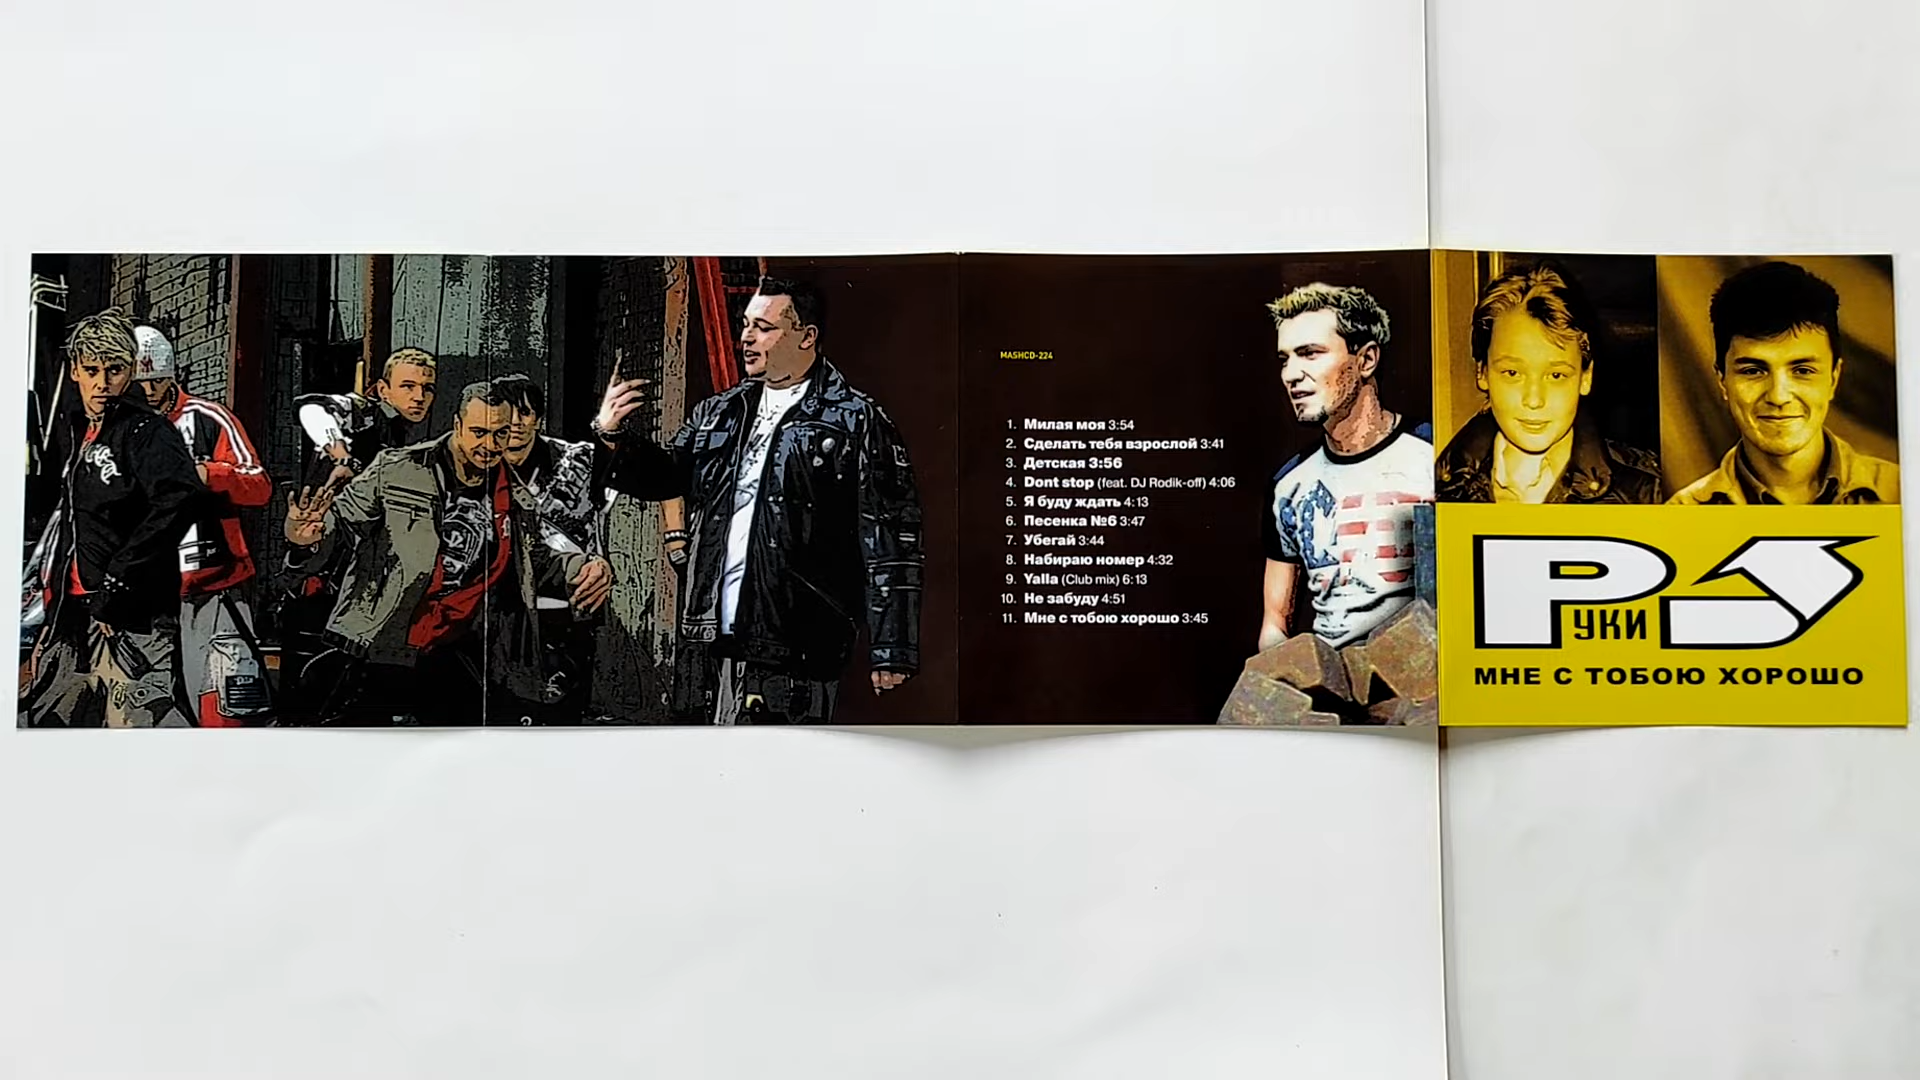 MASHCD-224
1. Милая моя 3:54
2. Сделать тебя взрослой 3:41
3. Детская 3:56
4. Dont stop (feat. DJ Rodik-off) 4:06
5. Я буду ждать 4:13
6. Песенка №6 3:47
7. Убегай 3:44
8. Набираю номер 4:32
9. Yalla (Club mix) 6:13
10. Не забуду 4:51
11. Мне с тобою хорошо 3:45
Руки
МНЕ С ТОБОЮ ХОРОШО